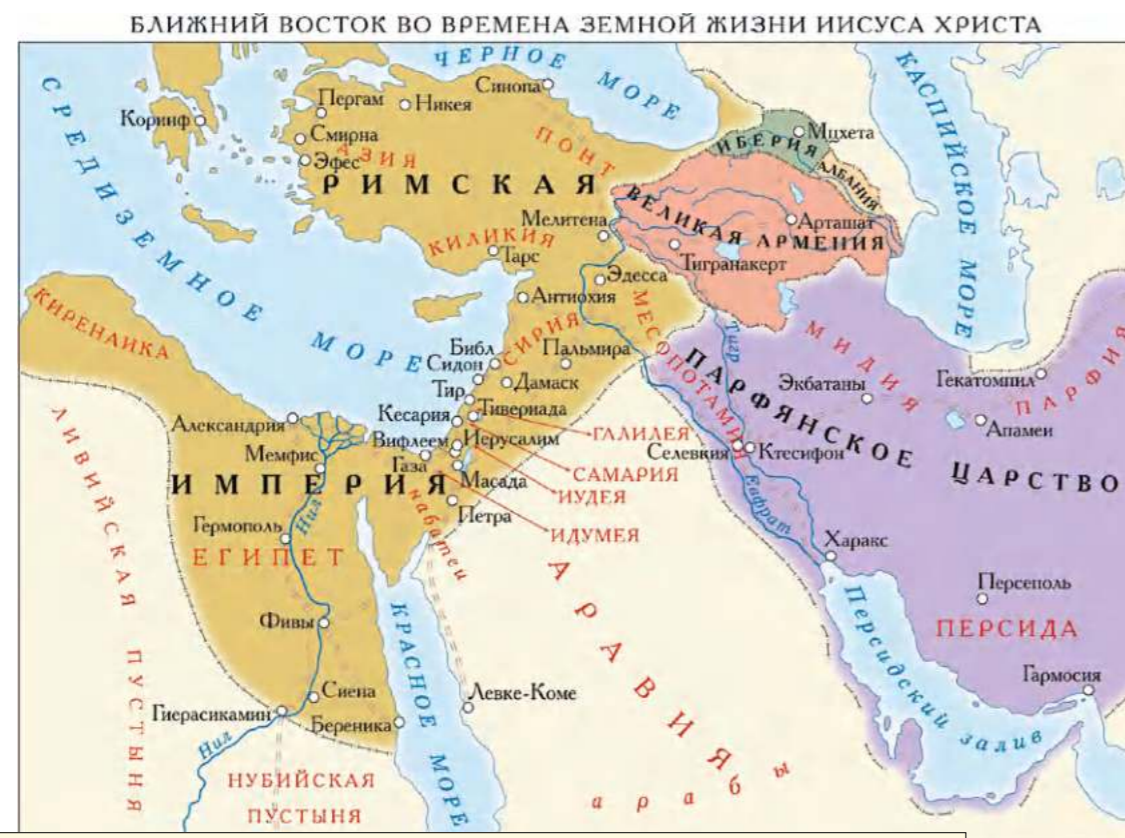 БЛИЖНИЙ ВОСТОК ВО ВРЕМЕНА ЗЕМНОЙ ЖИЗНИ ИИСУСА ХРИСТА
ЧЕРНОЕ МОРЕ
КАСПИЙСКОЕ МОРЕ
СРЕДИЗЕМНОЕ МОРЕ
Синопа
Пергам
Никея
Коринф
Смирна
Эфес
АЗИЯ
ПОНТ
Мцхета
ИБЕРИЯ
АЛБАНИЯ
РИМСКАЯ
ИМПЕРИЯ
ВЕЛИКАЯ АРМЕНИЯ
Арташат
Мелитена
КИЛИКИЯ
Тарс
Тигранакерт
Эдесса
Антиохия
КИРЕНАИКА
СИРИЯ
МЕСОПОТАМИЯ
Тигр
МИДИЯ
ПАРФИЯ
ПАРФЯНСКОЕ ЦАРСТВО
Библ
Сидон
Пальмира
Тир
Дамаск
Экбатаны
Гекатомпил
Апамеи
Александрия
Кесария
Тивериада
ГАЛИЛЕЯ
Вифлеем
Иерусалим
Селевкия
Ктесифон
Мемфис
Газа
САМАРИЯ
Масада
ИУДЕЯ
Евфрат
Петра
набатеи
ИДУМЕЯ
ЛИВИЙСКАЯ ПУСТЫНЯ
Гермополь
Нил
ЕГИПЕТ
Харакс
АРАВИЯ
Персеполь
Фивы
КРАСНОЕ МОРЕ
Персидский залив
ПЕРСИДА
Гармосия
Сиена
Левке-Коме
Гиерасикамин
Береника
Нил
НУБИЙСКАЯ
ПУСТЫНЯ
арабы